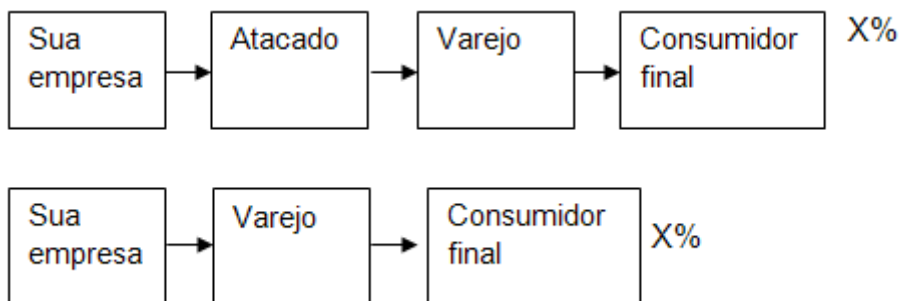 Sua
empresa
Atacado
Varejo
Consumidor
final
X%
Sua
empresa
Varejo
Consumidor
final
X%